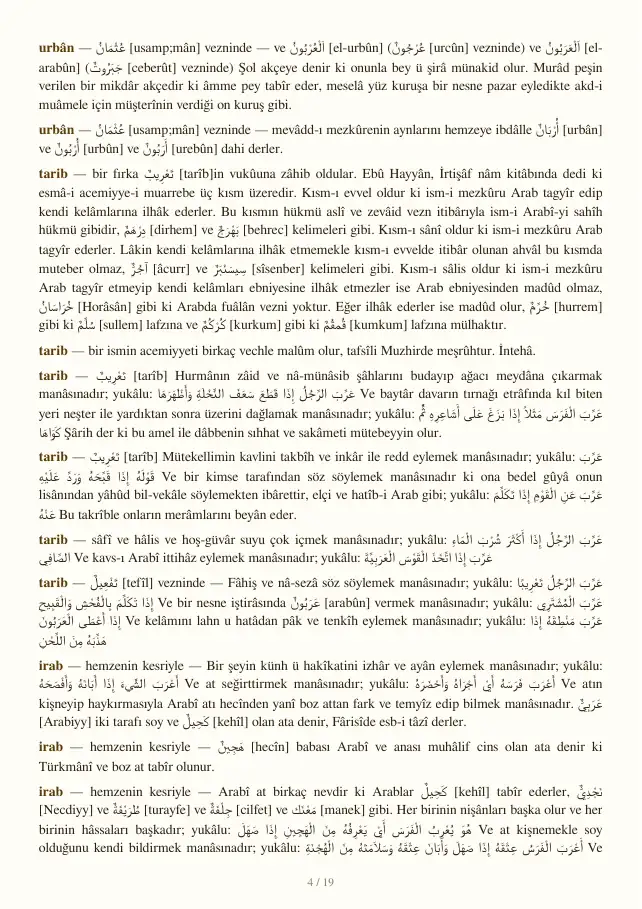 urbân — عُثْمَانٌ [usamp;mân] vezninde — ve اَلْعُرْبُونُ [el-urbûn] (عُرْجُونٌ [urcûn] vezninde) ve اَلْعَرَبُونُ [el-
arabûn] (جَبَرُوتٌ [ceberût] vezninde) Şol akçeye denir ki onunla bey ü şirâ münakid olur. Murâd peşin
verilen bir mikdâr akçedir ki âmme pey tabîr eder, meselâ yüz kuruşa bir nesne pazar eyledikte akd-i
muâmele için müşterînin verdiği on kuruş gibi.
urbân — عُثْمَانٌ [usamp;mân] vezninde — mevâdd-ı mezkûrenin aynlarını hemzeye ibdâlle أُرْبَانٌ [urbân]
ve أُرْبُونٌ [urbûn] ve أَرَبُونٌ [urebûn] dahi derler.
tarib — bir fırka تَعْرِيبٌ [tarîb]in vukûuna zâhib oldular. Ebû Hayyân, İrtişâf nâm kitâbında dedi ki
esmâ-i acemiyye-i muarrebe üç kısm üzeredir. Kısm-ı evvel oldur ki ism-i mezkûru Arab tagyîr edip
kendi kelâmlarına ilhâk ederler. Bu kısmın hükmü aslî ve zevâid vezn itibârıyla ism-i Arabî-yi sahîh
hükmü gibidir, دِرْهَمٌ [dirhem] ve بَهْرَجٌ [behrec] kelimeleri gibi. Kısm-ı sânî oldur ki ism-i mezkûru Arab
tagyîr ederler. Lâkin kendi kelâmlarına ilhâk etmemekle kısm-ı evvelde itibâr olunan ahvâl bu kısmda
muteber olmaz, آجُرٌّ [âcurr] ve سِيسَنْبَرٌ [sîsenber] kelimeleri gibi. Kısm-ı sâlis oldur ki ism-i mezkûru
Arab tagyîr etmeyip kendi kelâmları ebniyesine ilhâk etmezler ise Arab ebniyesinden madûd olmaz,
خُرَاسَانُ [Horâsân] gibi ki Arabda fuâlân vezni yoktur. Eğer ilhâk ederler ise madûd olur, خُرَّمٌ [hurrem]
gibi ki سُلَّمٌ [sullem] lafzına ve كُرْكُمٌ [kurkum] gibi ki قُمقُمٌ [kumkum] lafzına mülhaktır.
tarib — bir ismin acemiyyeti birkaç vechle malûm olur, tafsîli Muzhirde meşrûhtur. İntehâ.
tarib — تَعْرِيبٌ [tarîb] Hurmânın zâid ve nâ-münâsib şâhlarını budayıp ağacı meydâna çıkarmak
manâsınadır; yukâlu: عَرَّبَ الرَّجُلُ إِذَا قَطَعَ سَعَفَ النَّخْلَةِ وَأَظْهَرَهَا Ve baytâr davarın tırnağı etrâfında kıl biten
yeri neşter ile yardıktan sonra üzerini dağlamak manâsınadır; yukâlu: عَرَّبَ الْفَرَسَ مَثَلاً إِذَا بَزَغَ عَلَى أَشَاعِرِهِ ثُمَّ
كَوَاهَا Şârih der ki bu amel ile dâbbenin sıhhat ve sakâmeti mütebeyyin olur.
tarib — تَعْرِيبٌ [tarîb] Mütekellimin kavlini takbîh ve inkâr ile redd eylemek manâsınadır; yukâlu: عَرَّبَ
قَوْلَهُ إِذَا قَبَّحَهُ وَرَدَّ عَلَيْهِ Ve bir kimse tarafından söz söylemek manâsınadır ki ona bedel gûyâ onun
lisânından yâhûd bil-vekâle söylemekten ibârettir, elçi ve hatîb-i Arab gibi; yukâlu: عَرَّبَ عَنِ الْقَوْمِ إِذَا تَكَلَّمَ
عَنْهُ Bu takrîble onların merâmlarını beyân eder.
tarib — sâfî ve hâlis ve hoş-güvâr suyu çok içmek manâsınadır; yukâlu: عَرَّبَ الرَّجُلُ إِذَا أَكْثَرَ شُرْبَ الْمَاءِ
الصَّافِي Ve kavs-ı Arabî ittihâz eylemek manâsınadır; yukâlu: عَرَّبَ إِذَا اتَّخَذَ الْقَوْسَ الْعَرَبِيَّةَ
tarib — تَفْعِيلٌ [tefîl] vezninde — Fâhiş ve nâ-sezâ söz söylemek manâsınadır; yukâlu: عَرَّبَ الرَّجُلُ تَعْرِيبًا
إِذَا تَكَلَّمَ بِالْفُحْشِ وَالْقَبِيحِ Ve bir nesne iştirâsında عَرَبُونٌ [arabûn] vermek manâsınadır; yukâlu: عَرَّبَ الْمُشْتَرِي
إِذَا أَعْطَى الْعَرَبُونَ Ve kelâmını lahn u hatâdan pâk ve tenkîh eylemek manâsınadır; yukâlu: عَرَّبَ مَنْطِقَهُ إِذَا
هَذَّبَهُ مِنَ اللَّحْنِ
irab — hemzenin kesriyle — Bir şeyin künh ü hakîkatini izhâr ve ayân eylemek manâsınadır; yukâlu:
أَعْرَبَ الشَّيْءَ إِذَا أَبَانَهُ وَأَفْصَحَهُ Ve at seğirttirmek manâsınadır; yukâlu: أَعْرَبَ فَرَسَهُ أَيْ أَجْرَاهُ وَأَحْضَرَهُ Ve atın
kişneyip haykırmasıyla Arabî atı hecînden yanî boz attan fark ve temyîz edip bilmek manâsınadır. عَرَبِيٌّ
[Arabiyy] iki tarafı soy ve كَحِيلٌ [kehîl] olan ata denir, Fârisîde esb-i tâzî derler.
irab — hemzenin kesriyle — هَجِينٌ [hecîn] babası Arabî ve anası muhâlif cins olan ata denir ki
Türkmânî ve boz at tabîr olunur.
irab — hemzenin kesriyle — Arabî at birkaç nevdir ki Arablar كَحِيلٌ [kehîl] tabîr ederler, نَجْدِيٌّ
[Necdiyy] ve طُرَيْفَةٌ [turayfe] ve جِلْفَةٌ [cilfet] ve مَعْنَك [manek] gibi. Her birinin nişânları başka olur ve her
birinin hâssaları başkadır; yukâlu: هُوَ يُعْرِبُ الْفَرَسَ أَيْ يَعْرِفُهُ مِنَ الْهَجِينِ إِذَا صَهَلَ Ve at kişnemekle soy
olduğunu kendi bildirmek manâsınadır; yukâlu: أَعْرَبَ الْفَرَسُ عِتْقَهُ إِذَا صَهَلَ وَأَبَانَ عِتْقَهُ وَسَلَامَتَهُ مِنَ الْهُجْنَةِ Ve
4 / 19